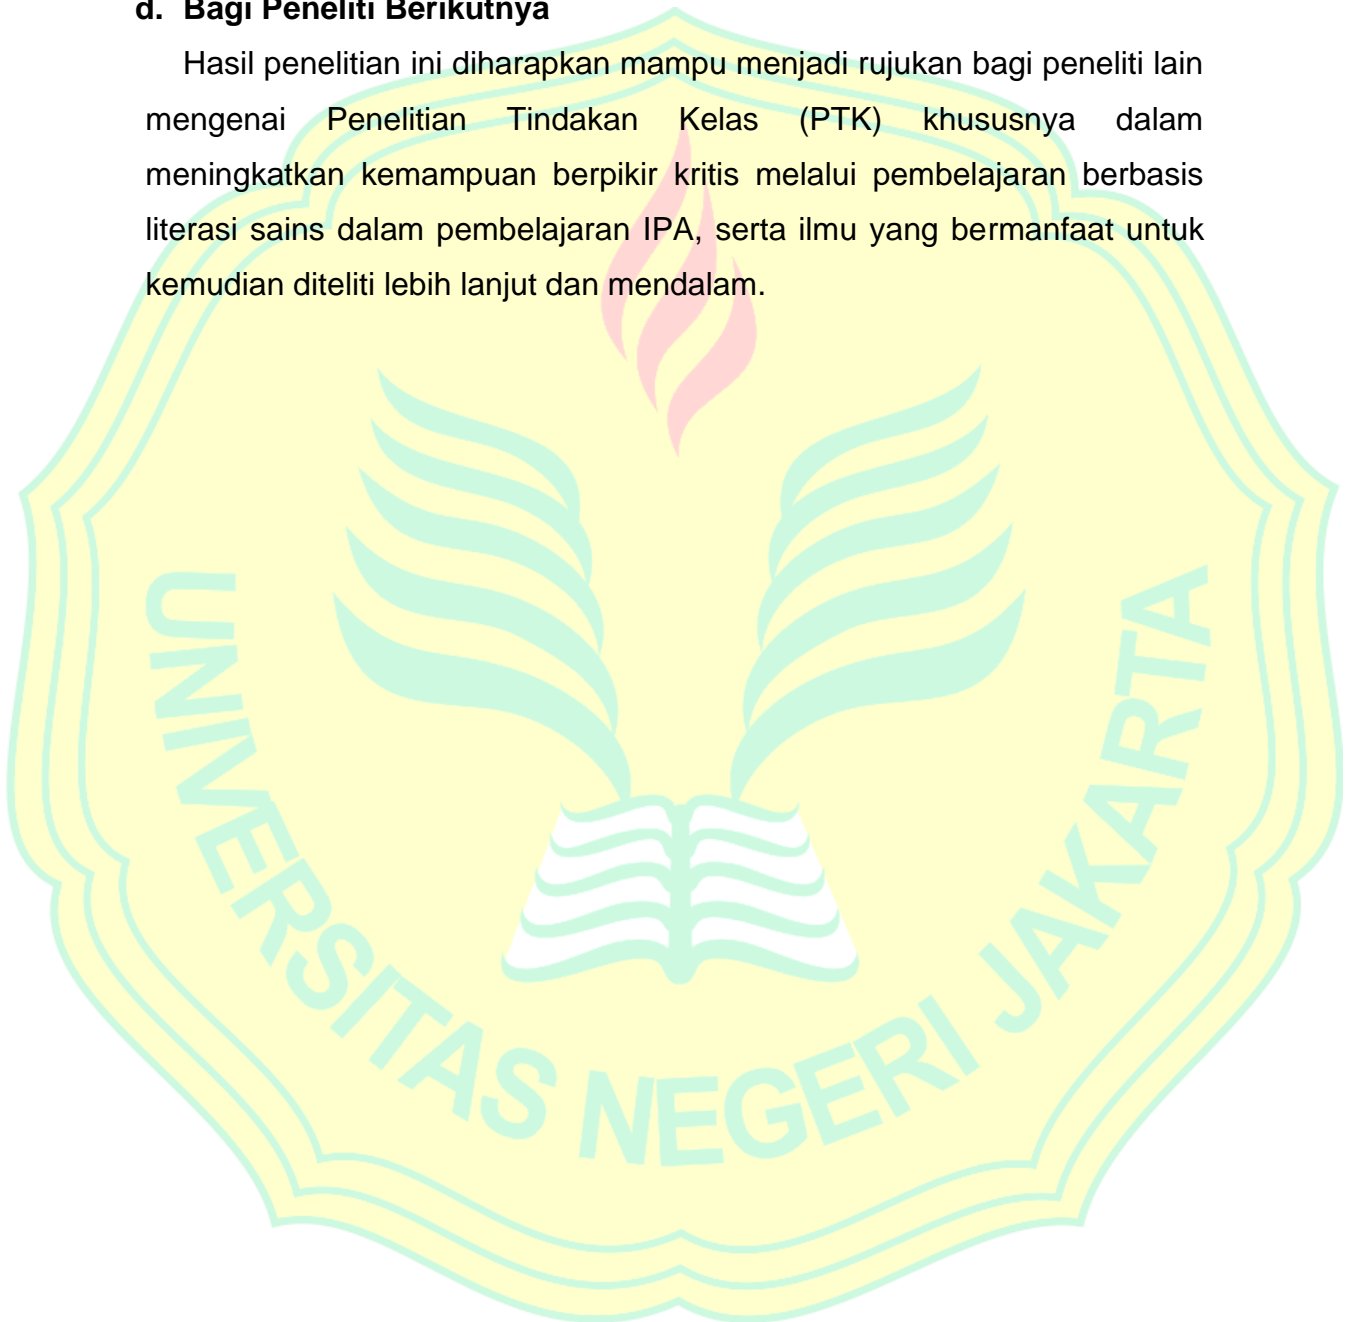 d. Bagi Peneliti Berikutnya
Hasil penelitian ini diharapkan mampu menjadi rujukan bagi peneliti lain
mengenai Penelitian Tindakan Kelas (PTK) khususnya dalam
meningkatkan kemampuan berpikir kritis melalui pembelajaran berbasis
literasi sains dalam pembelajaran IPA, serta ilmu yang bermanfaat untuk
kemudian diteliti lebih lanjut dan mendalam.
UNIVERSITAS NEGERI JAKARTA